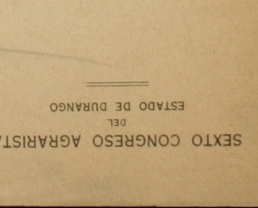 SEXTO CONGRESO AGRARISTA
DEL
ESTADO DE DURANGO